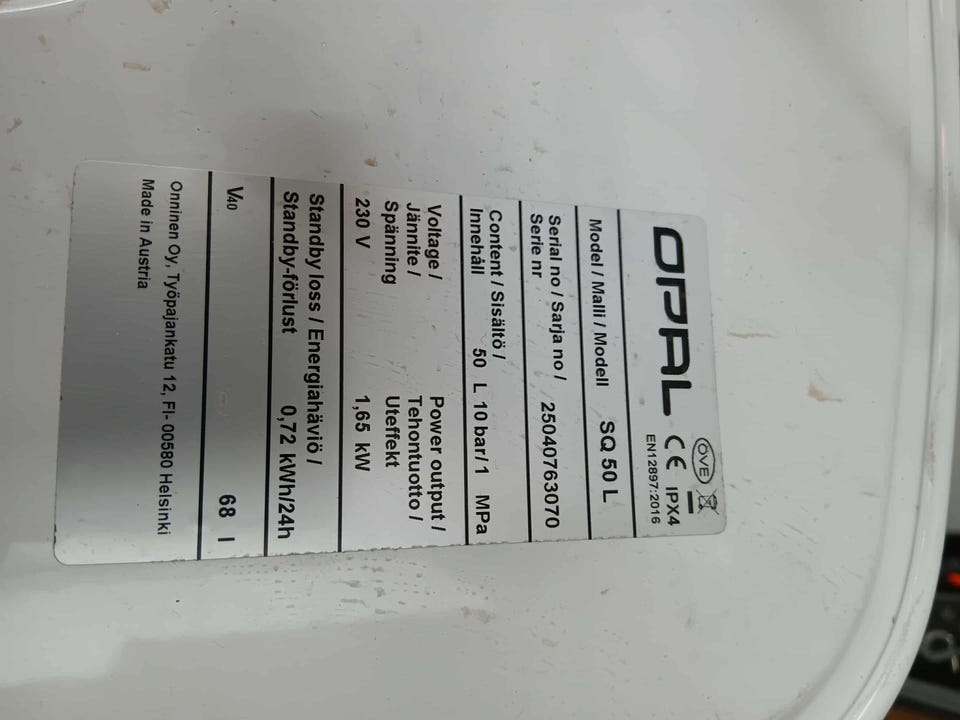 OPAL
ÖVE
CE IPX4
EN12897:2016
Model / Malli / Modell SQ 50 L
Serial no / Sarja no / 25040763070
Serie nr
Content / Sisältö / 50 L 10 bar/1 MPa
Innehåll
Voltage / Power output /
Jännite / Tehontuotto /
Spänning Uteffekt
230 V 1,65 kW
Standby loss / Energiahäviö /
Standby-förlust 0,72 kWh/24h
V40 68 l
Onninen Oy, Työpajankatu 12, FI- 00580 Helsinki
Made in Austria